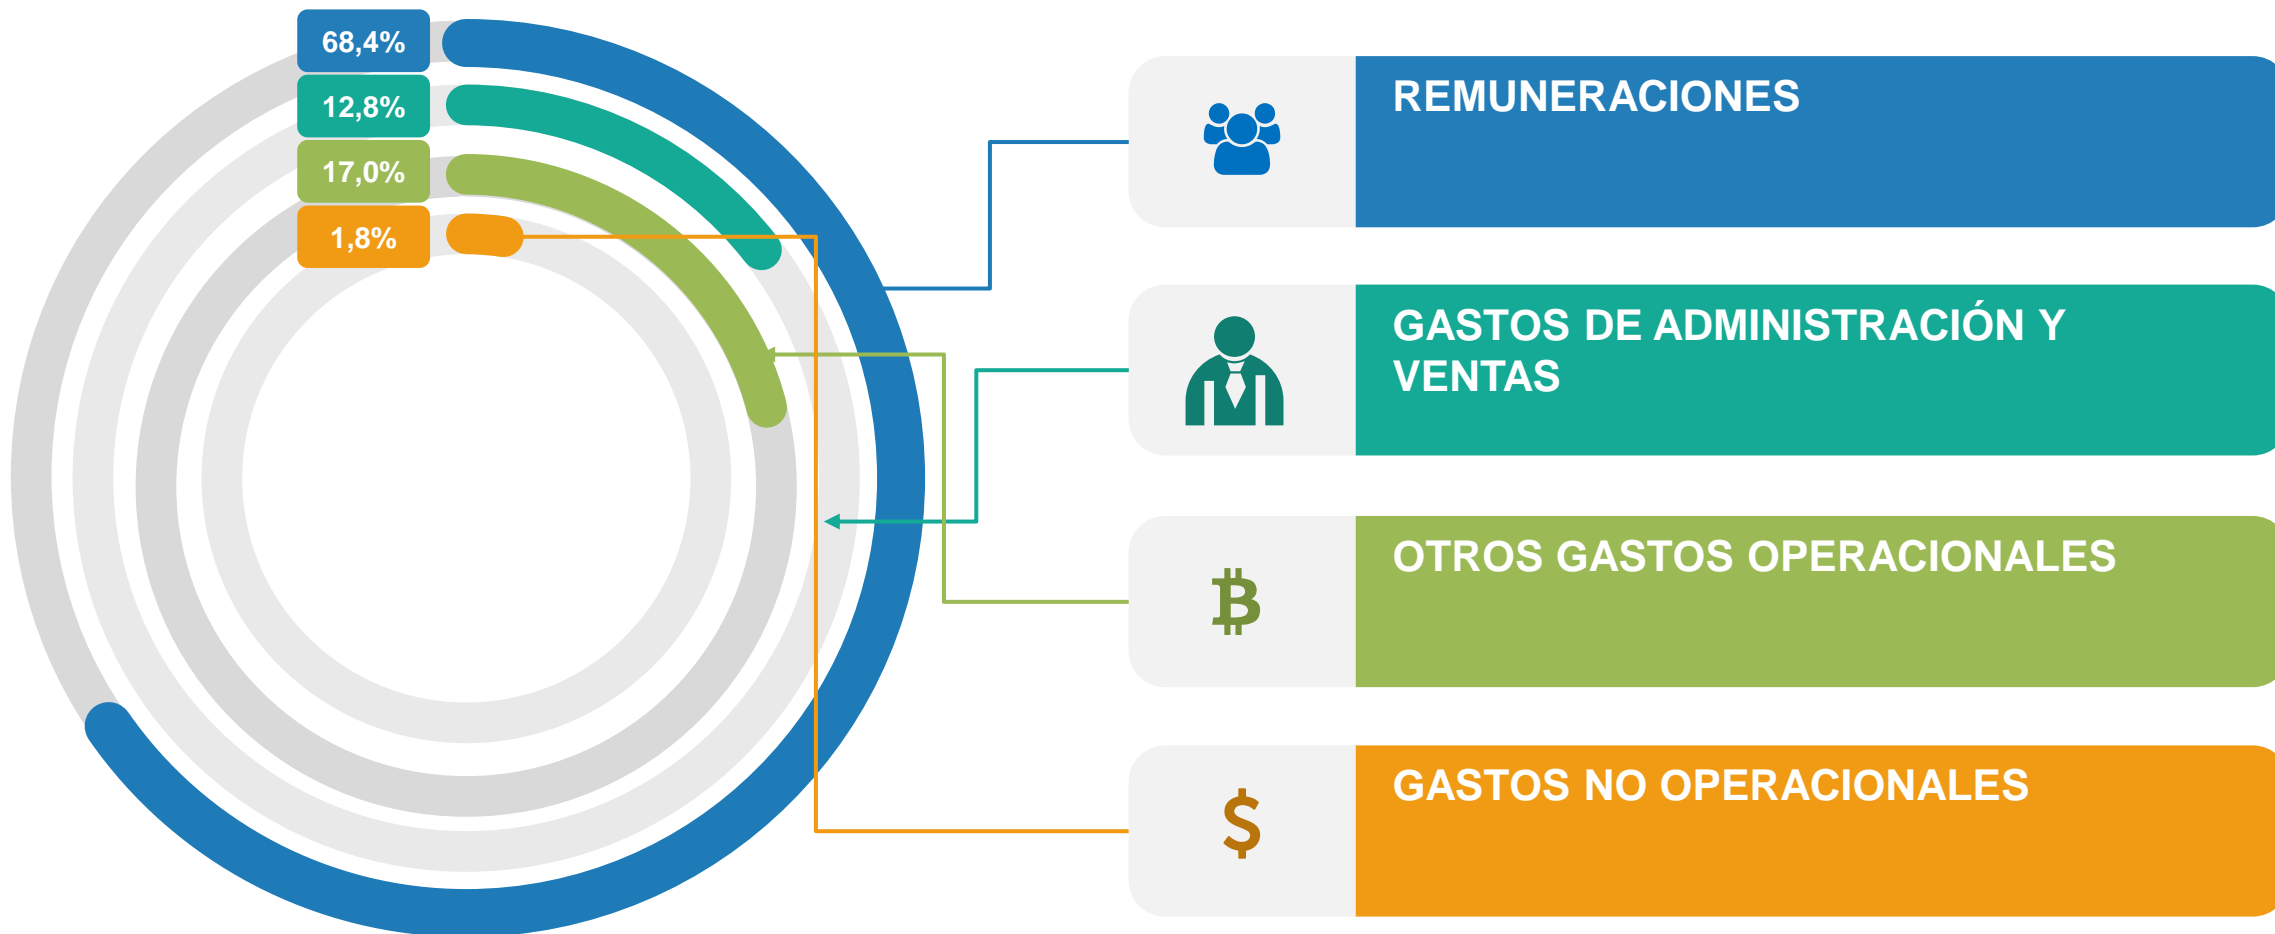 68,4%
12,8%
17,0%
1,8%
REMUNERACIONES
GASTOS DE ADMINISTRACIÓN Y
VENTAS
OTROS GASTOS OPERACIONALES
GASTOS NO OPERACIONALES